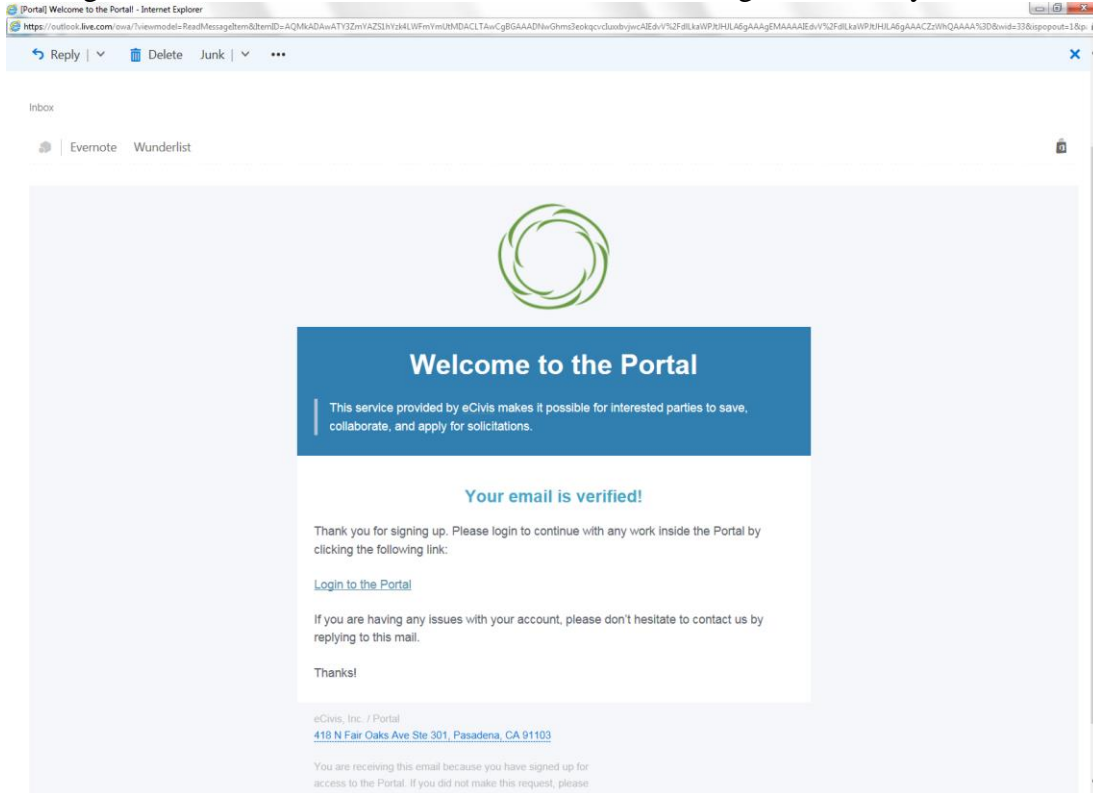 [Portal] Welcome to the Portal! - Internet Explorer
Reply
Delete Junk
Inbox
Evernote Wunderlist
Welcome to the Portal
This service provided by eCivis makes it possible for interested parties to save,
collaborate, and apply for solicitations.
Your email is verified!
Thank you for signing up. Please login to continue with any work inside the Portal by
clicking the following link:
Login to the Portal
If you are having any issues with your account, please don't hesitate to contact us by
replying to this mail.
Thanks!
eCivis, Inc. / Portal
418 N Fair Oaks Ave Ste 301, Pasadena, CA 91103
You are receiving this email because you have signed up for
access to the Portal. If you did not make this request, please